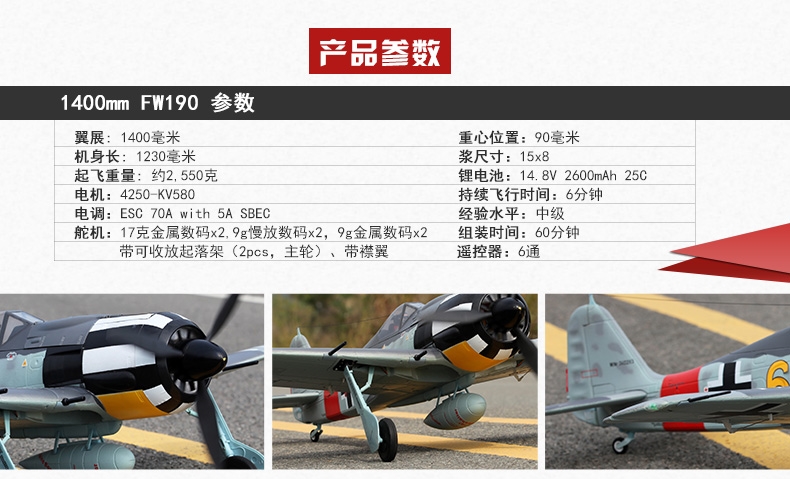 产品参数
1400mm FW190 参数
翼展: 1400毫米
机身长: 1230毫米
起飞重量: 约2,550克
电机: 4250-KV580
电调: ESC 70A with 5A SBEC
舵机: 17克金属数码x2,9g慢放数码x2, 9g金属数码x2
带可收放起落架 (2pcs, 主轮)、带襟翼
重心位置: 90毫米
浆尺寸: 15x8
锂电池: 14.8V 2600mAh 25C
持续飞行时间: 6分钟
经验水平: 中级
组装时间: 60分钟
遥控器: 6通
6